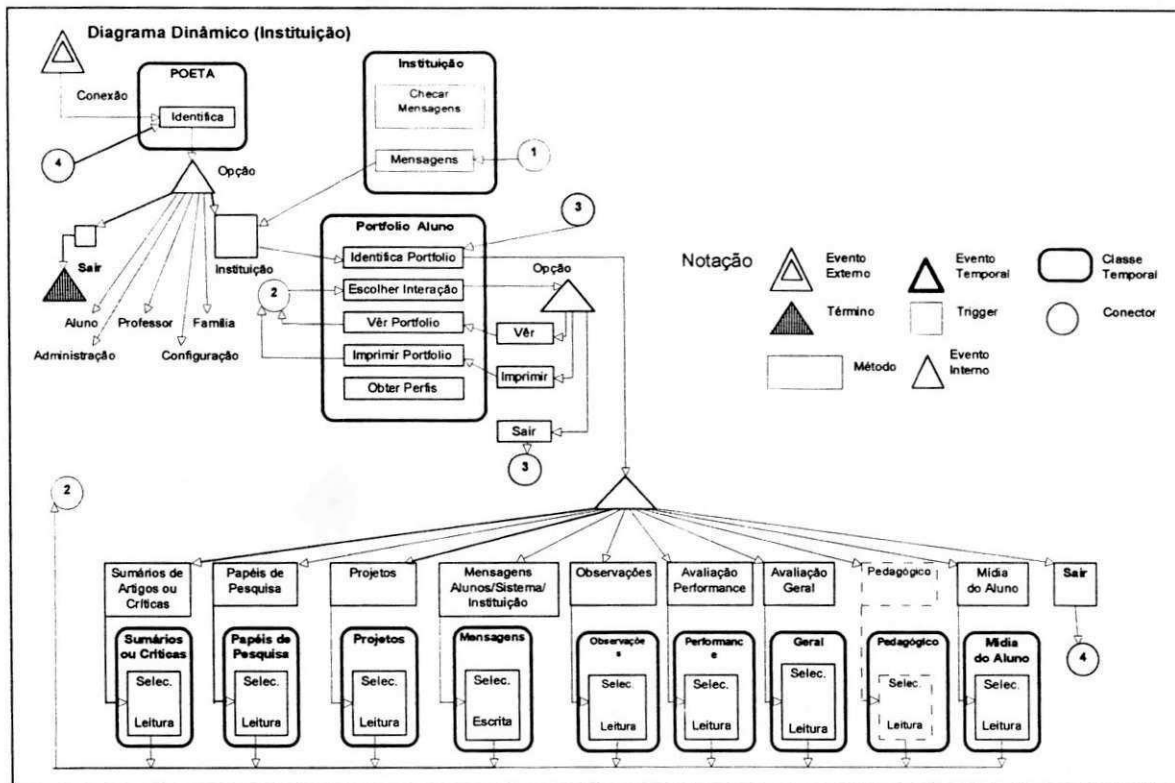 Diagrama Dinâmico (Instituição)
POETA
Conexão
Identifica
4
Opção
Sair
Instituição
Aluno
Professor
Família
Administração
Configuração
Instituição
Checar
Mensagens
Mensagens
1
3
Portfolio Aluno
Identifica Portfolio
Escolher Interação
Vêr Portfolio
Imprimir Portfolio
Obter Perfis
2
Opção
Vêr
Imprimir
Sair
3
Notação
Evento
Externo
Evento
Temporal
Classe
Temporal
Término
Trigger
Conector
Método
Evento
Interno
2
Sumários de
Artigos ou
Críticas
Papéis de
Pesquisa
Projetos
Mensagens
Alunos/Sistema/
Instituição
Observações
Avaliação
Performance
Avaliação
Geral
Pedagógico
Mídia
do Aluno
Sair
Sumários
ou Críticas
Selec.
Leitura
Papéis de
Pesquisa
Selec.
Leitura
Projetos
Selec.
Leitura
Mensagens
Selec.
Escrita
Observaçõe
s
Selec.
Leitura
Performanc
e
Selec.
Leitura
Geral
Selec.
Leitura
Pedagógico
Selec.
Leitura
Mídia
do Aluno
Selec.
Leitura
4